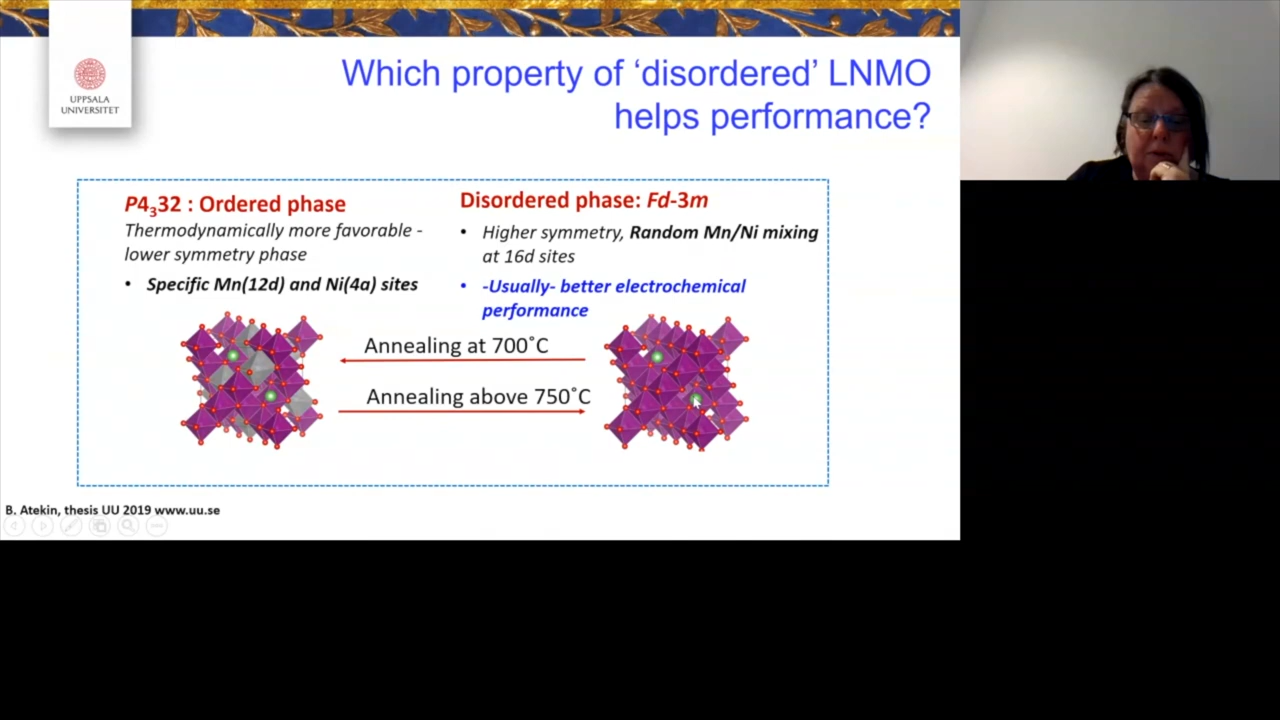 UPPSALA
UNIVERSITET
Which property of ‘disordered’ LNMO
helps performance?
P4₃32 : Ordered phase
Thermodynamically more favorable -
lower symmetry phase
• Specific Mn(12d) and Ni(4a) sites
Disordered phase: Fd-3m
• Higher symmetry, Random Mn/Ni mixing
at 16d sites
• -Usually- better electrochemical
performance
Annealing at 700˚C
Annealing above 750˚C
B. Atekin, thesis UU 2019 www.uu.se